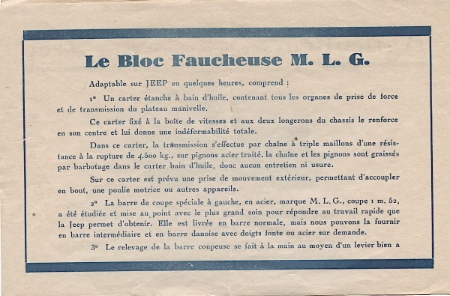 Le Bloc Faucheuse M. L. G.
Adaptable sur JEEP en quelques heures, comprend :
1° Un carter étanche à bain d'huile, contenant tous les organes de prise de force
et de transmission du plateau manivelle.
Ce carter fixé à la boîte de vitesses et aux deux longerons du chassis le renforce
en son centre et lui donne une indéformabilité totale.
Dans ce carter, la transmission s'effectue par chaîne à triple maillons d'une résis-
tance à la rupture de 4.500 kg., sur pignons acier traité. la chaîne et les pignons sont graissés
par barbotage dans le carter bain d'huile, donc aucun entretien ni usure.
Sur ce carter est prévu une prise de mouvement extérieur, permettant d'accoupler
en bout, une poulie motrice ou autres appareils.
2° La barre de coupe spéciale à gauche, en acier, marque M. L. G., coupe 1 m. 52,
a été étudiée et mise au point avec le plus grand soin pour répondre au travail rapide que
la Jeep permet d'obtenir. Elle est livrée en barre normale, mais nous pouvons la fournir
en barre intermédiaire et en barre danoise avec doigts fonte ou acier sur demande.
3° Le relevage de la barre coupeuse se fait à la main au moyen d'un levier bien a